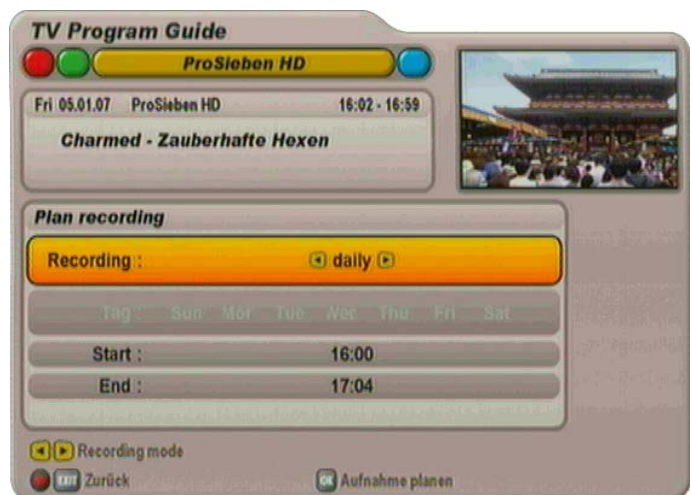 TV Program Guide
ProSieben HD
Fri 05.01.07 ProSieben HD 16:02 - 16:59
Charmed - Zauberhafte Hexen
Plan recording
Recording : daily
Tag : Sun Mor Tue Wec Thu Fri Sat
Start : 16:00
End : 17:04
Recording mode
EXIT Zurück OK Aufnahme planen